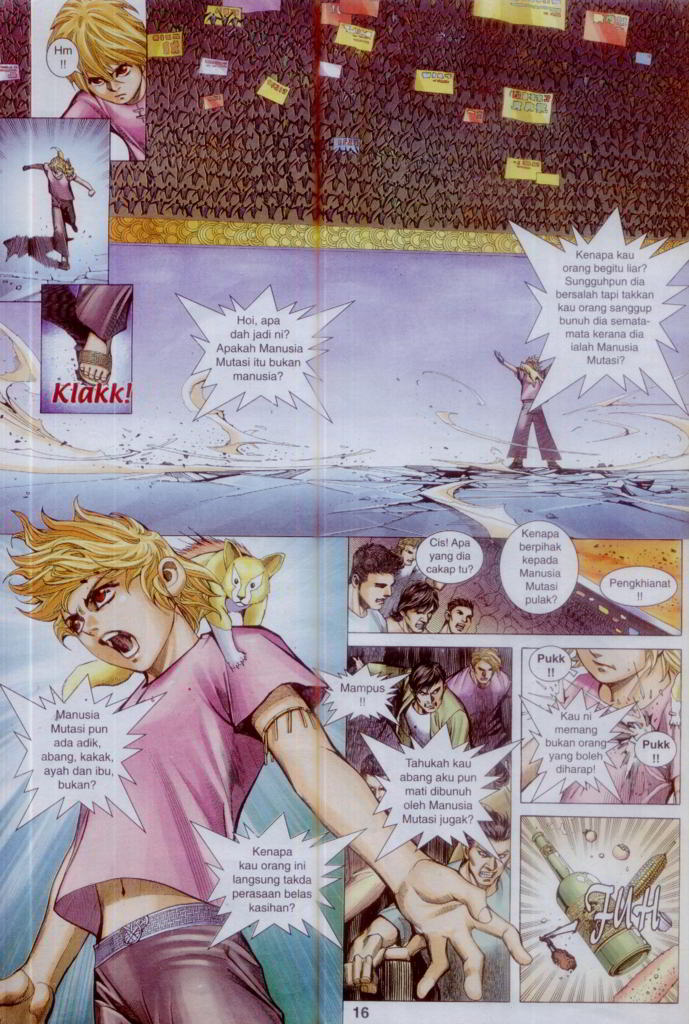 Hm
!!
Klakk!
Hoi, apa
dah jadi ni?
Apakah Manusia
Mutasi itu bukan
manusia?
Kenapa kau
orang begitu liar?
Sungguhpun dia
bersalah tapi takkan
kau orang sanggup
bunuh dia semata-
mata kerana dia
ialah Manusia
Mutasi?
Manusia
Mutasi pun
ada adik,
abang, kakak,
ayah dan ibu,
bukan?
Kenapa
kau orang ini
langsung takda
perasaan belas
kasihan?
Cis! Apa
yang dia
cakap tu?
Kenapa
berpihak
kepada
Manusia
Mutasi
pulak?
Pengkhianat
!!
Mampus
!!
Tahukah kau
abang aku pun
mati dibunuh
oleh Manusia
Mutasi jugak?
Pukk
!!
Kau ni
memang
bukan orang
yang boleh
diharap!
Pukk
!!
16